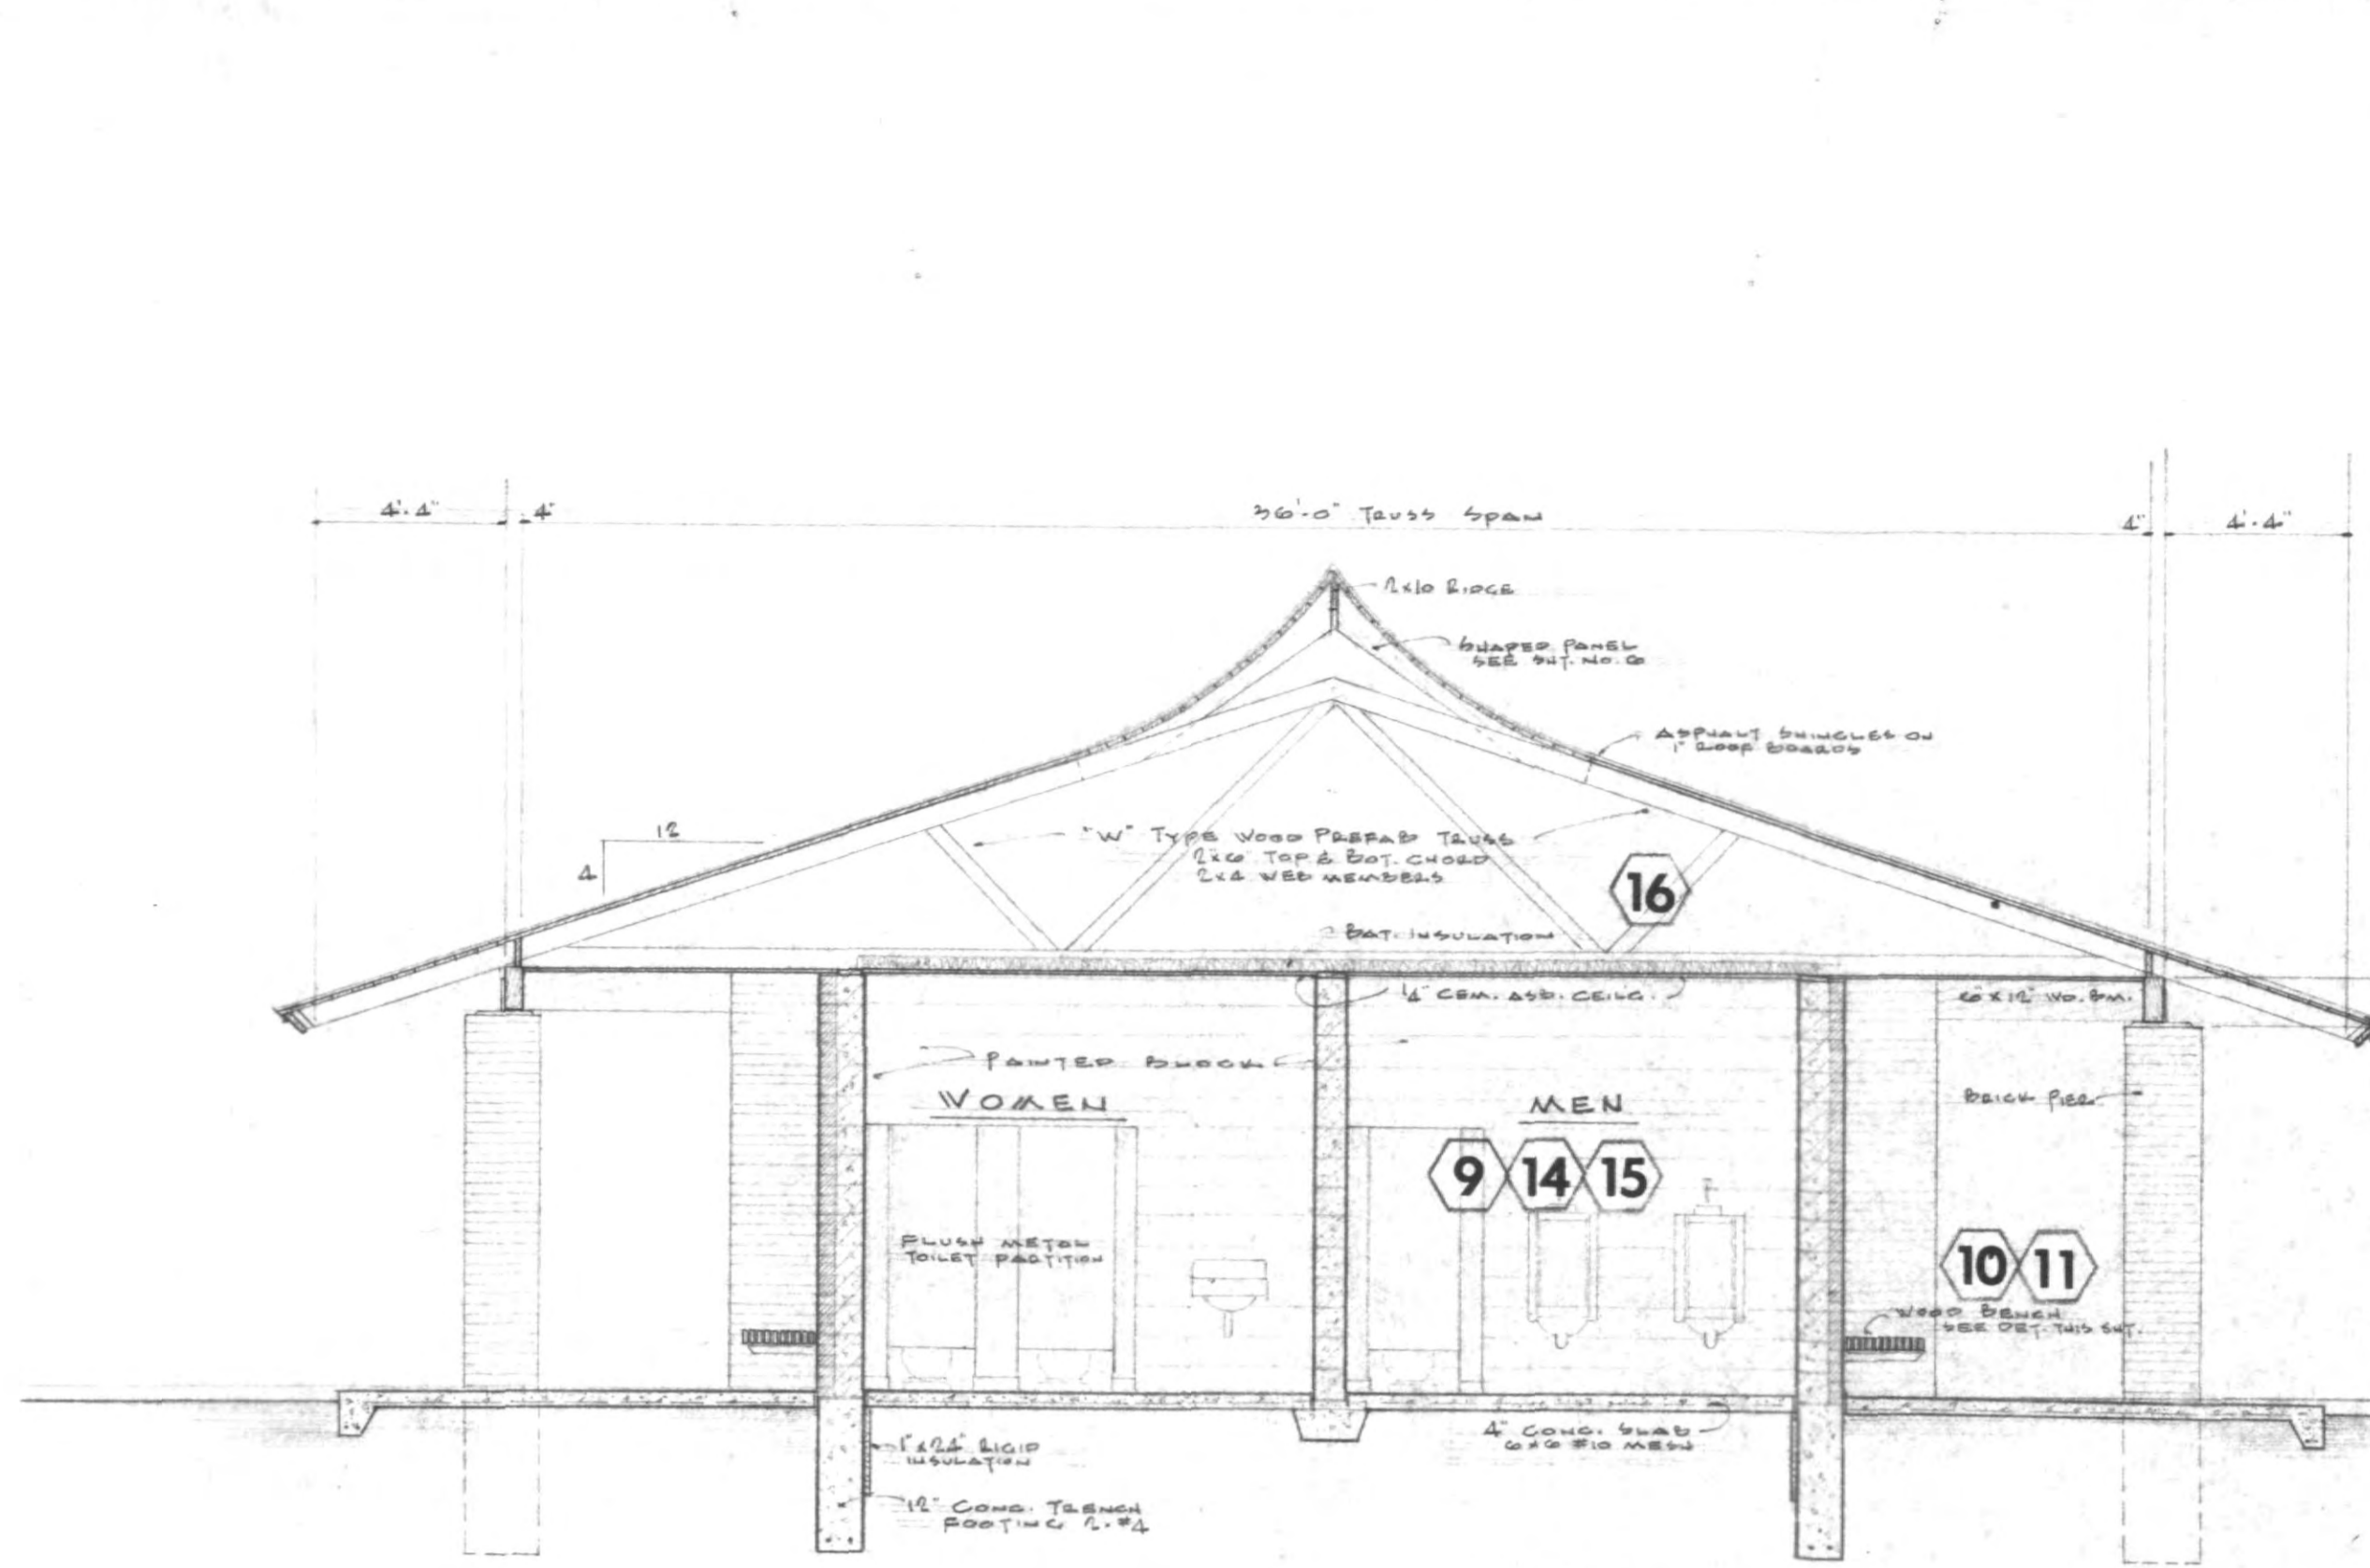 4'-4"
4"
36'-0" TRUSS SPAN
4"
4'-4"
2x10 RIDGE
SHAPED PANEL
SEE SHT. NO. 6
ASPHALT SHINGLES ON
1" ROOF BOARDS
12
4
"W" TYPE WOOD PREFAB TRUSS
2x6 TOP & BOT. CHORD
2x4 WEB MEMBERS
16
BAT. INSULATION
1/4" CEM. ASB. CEILG.
6" x 12" WD. BM.
PAINTED BLOCK
WOMEN
MEN
BRICK PIER
9 14 15
FLUSH METAL
TOILET PARTITION
10 11
WOOD BENCH
SEE DET. THIS SHT.
1" x 24" RIGID
INSULATION
4" CONC. SLAB
6x6 #10 MESH
12" CONC. TRENCH
FOOTING 2-#4